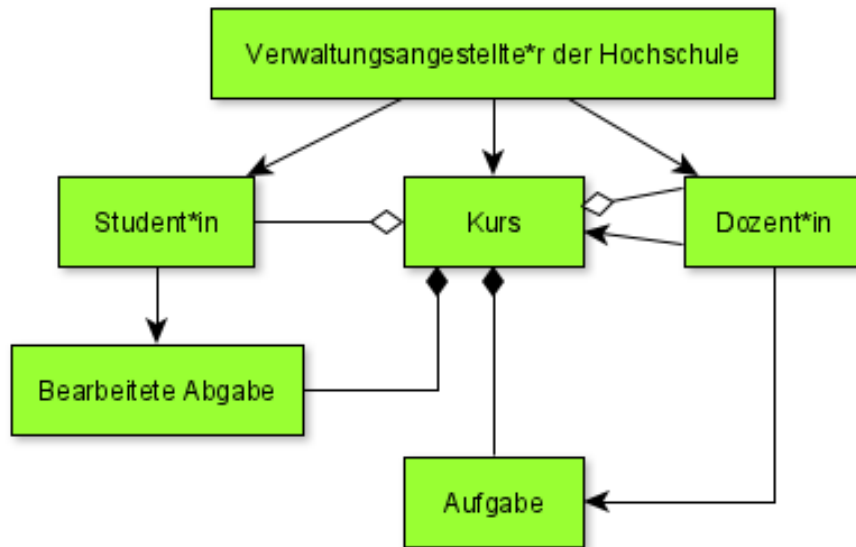 Verwaltungsangestellte*r der Hochschule
Student*in
Kurs
Dozent*in
Bearbeitete Abgabe
Aufgabe